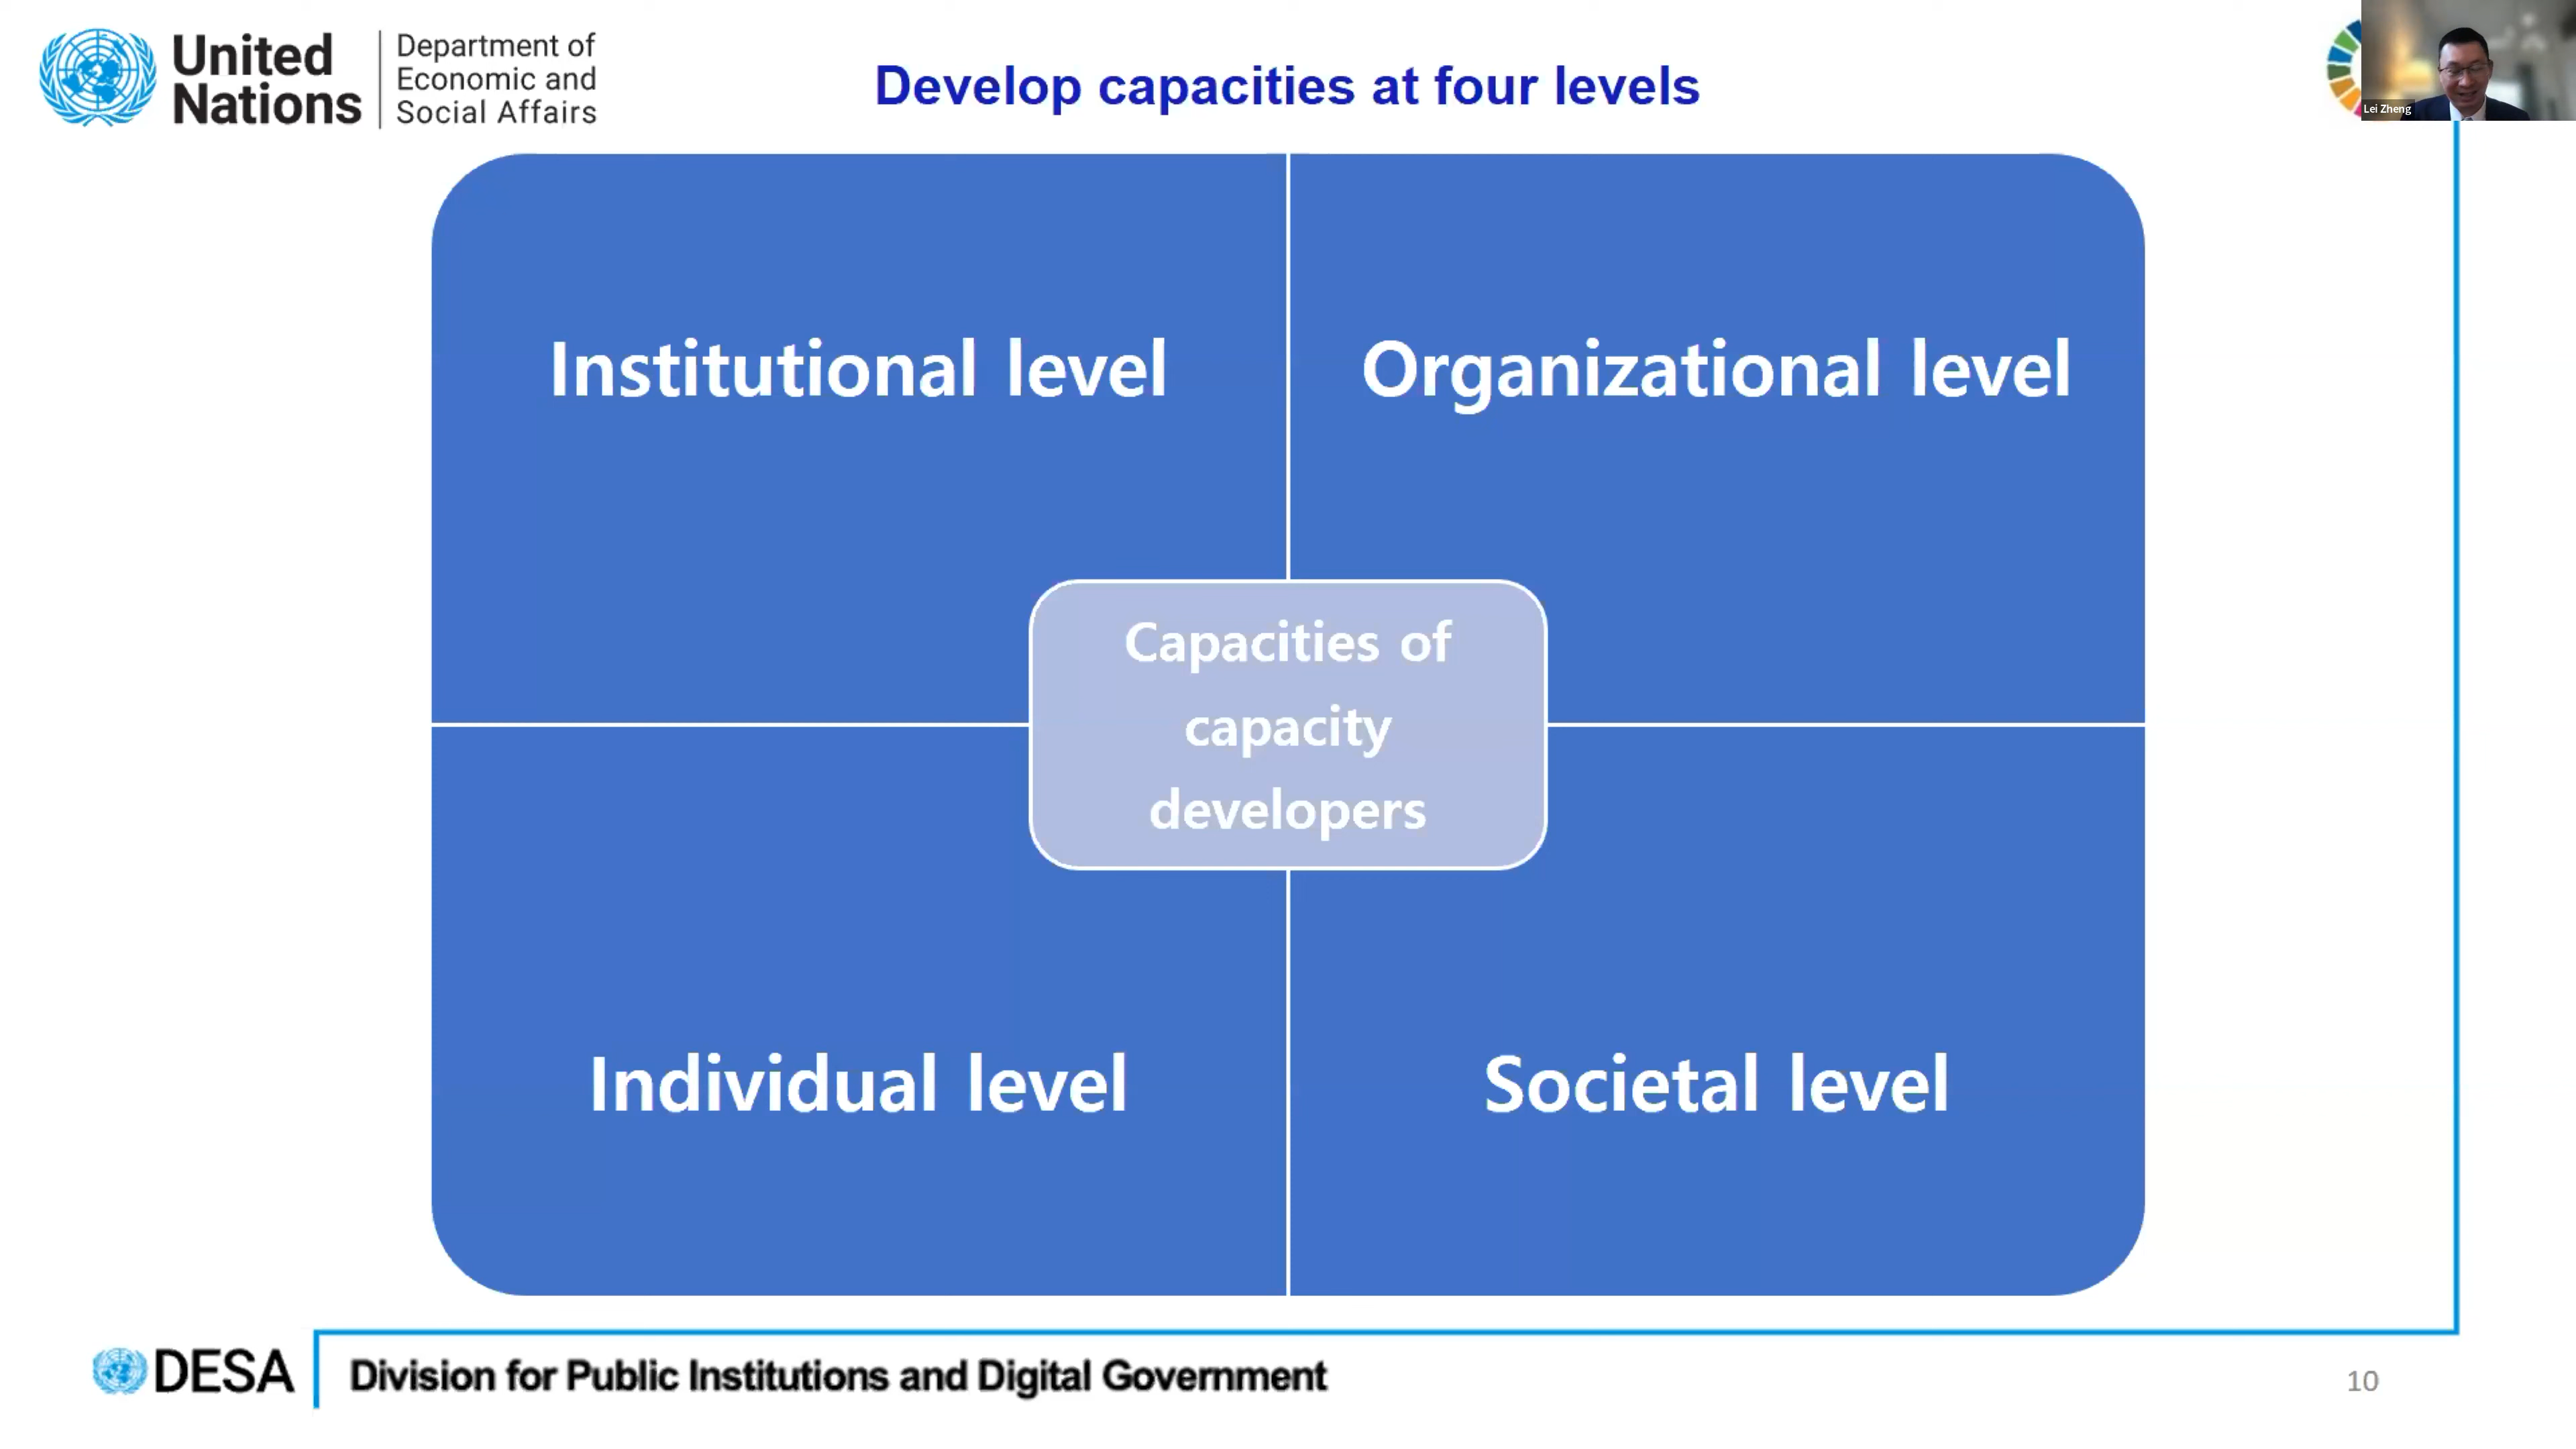 United
Nations
Department of
Economic and
Social Affairs
Develop capacities at four levels
Lei Zheng
Institutional level
Organizational level
Capacities of
capacity
developers
Individual level
Societal level
DESA
Division for Public Institutions and Digital Government
10